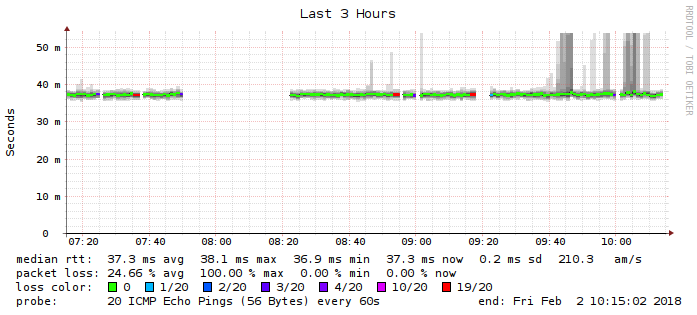 Last 3 Hours
RRDTOOL / TOBI OETIKER
Seconds
50 m
40 m
30 m
20 m
10 m
0
07:20 07:40 08:00 08:20 08:40 09:00 09:20 09:40 10:00
median rtt: 37.3 ms avg 38.1 ms max 36.9 ms min 37.3 ms now 0.2 ms sd 210.3 am/s
packet loss: 24.66 % avg 100.00 % max 0.00 % min 0.00 % now
loss color: 0 1/20 2/20 3/20 4/20 10/20 19/20
probe: 20 ICMP Echo Pings (56 Bytes) every 60s end: Fri Feb 2 10:15:02 2018